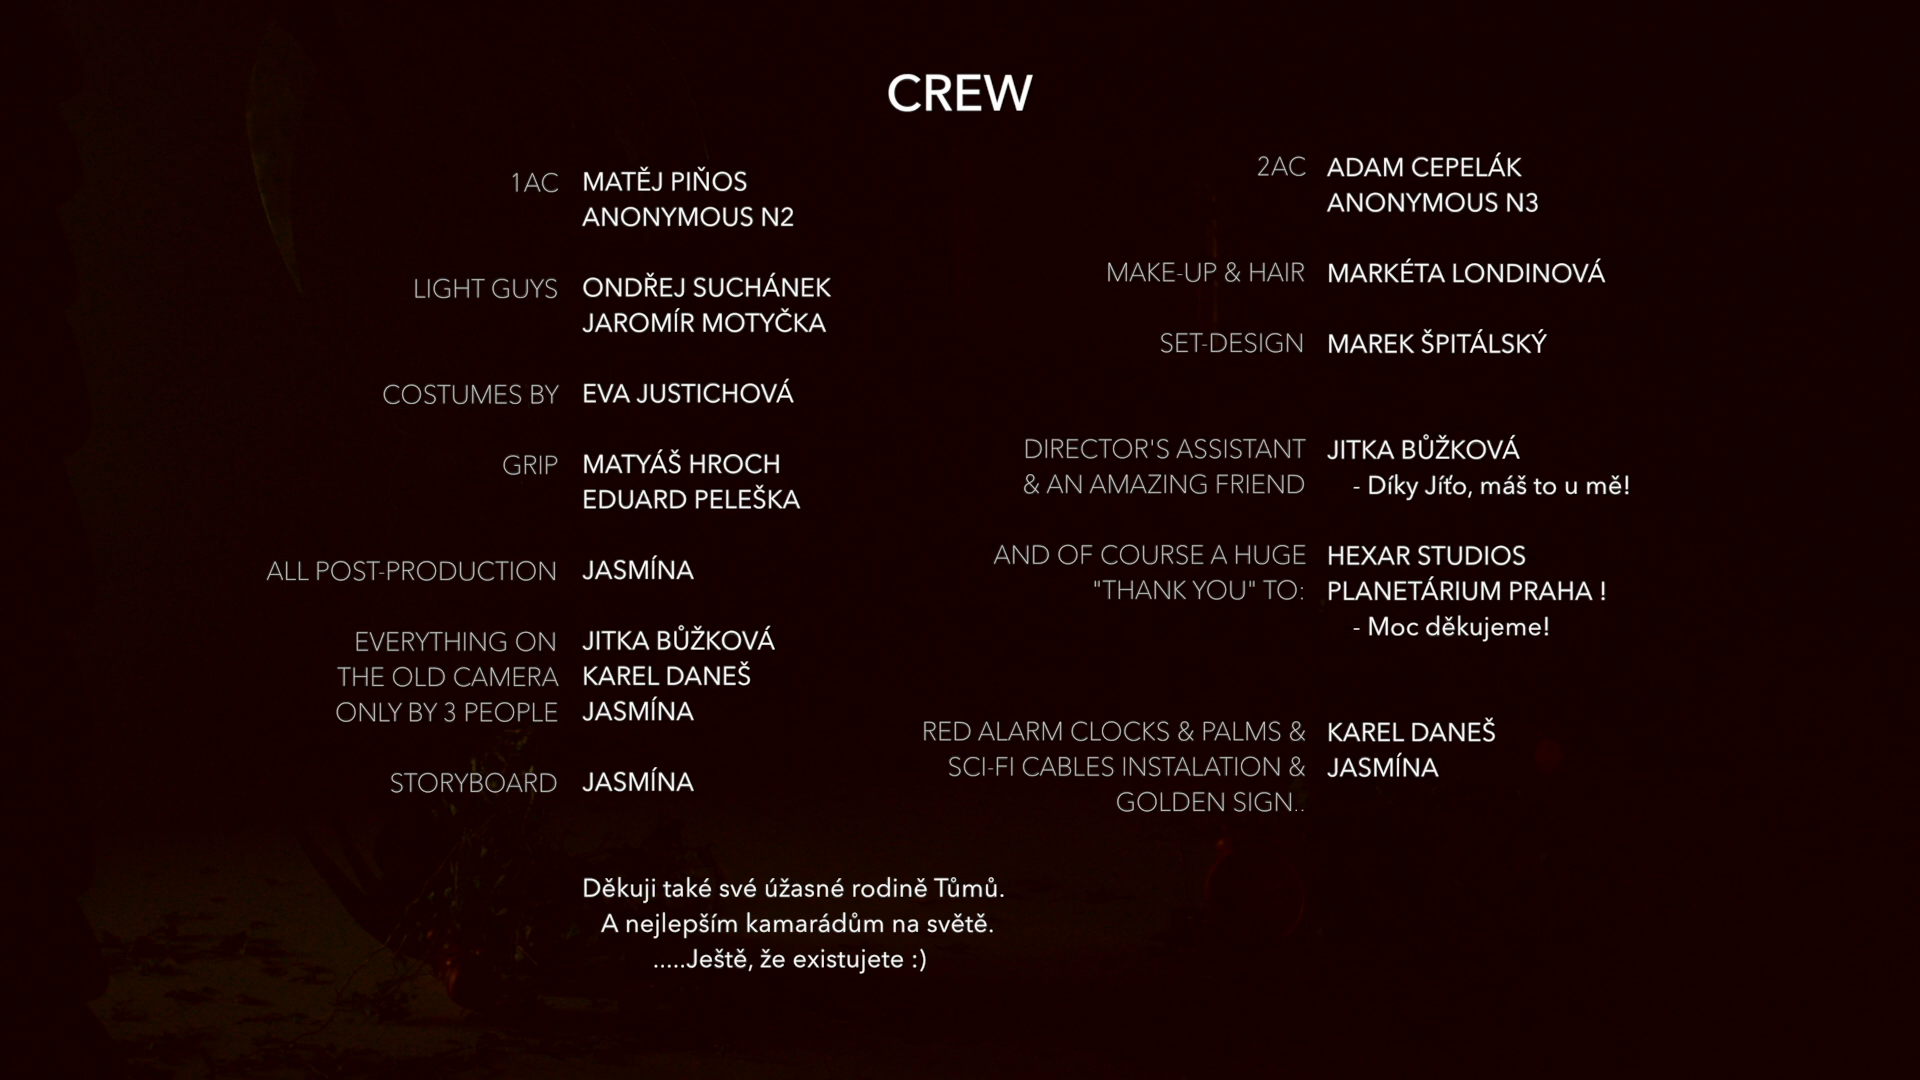 CREW
1AC MATĚJ PIŇOS
ANONYMOUS N2
LIGHT GUYS ONDŘEJ SUCHÁNEK
JAROMÍR MOTYČKA
COSTUMES BY EVA JUSTICHOVÁ
GRIP MATYÁŠ HROCH
EDUARD PELEŠKA
ALL POST-PRODUCTION JASMÍNA
EVERYTHING ON JITKA BŮŽKOVÁ
THE OLD CAMERA KAREL DANEŠ
ONLY BY 3 PEOPLE JASMÍNA
STORYBOARD JASMÍNA
2AC ADAM CEPELÁK
ANONYMOUS N3
MAKE-UP & HAIR MARKÉTA LONDINOVÁ
SET-DESIGN MAREK ŠPITÁLSKÝ
DIRECTOR'S ASSISTANT JITKA BŮŽKOVÁ
& AN AMAZING FRIEND - Díky Jíťo, máš to u mě!
AND OF COURSE A HUGE HEXAR STUDIOS
"THANK YOU" TO: PLANETÁRIUM PRAHA !
- Moc děkujeme!
RED ALARM CLOCKS & PALMS & KAREL DANEŠ
SCI-FI CABLES INSTALATION & JASMÍNA
GOLDEN SIGN..
Děkuji také své úžasné rodině Tůmů.
A nejlepším kamarádům na světě.
.....Ještě, že existujete :)